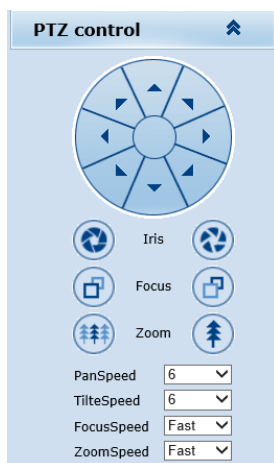 PTZ control
Iris
Focus
Zoom
PanSpeed 6
TilteSpeed 6
FocusSpeed Fast
ZoomSpeed Fast